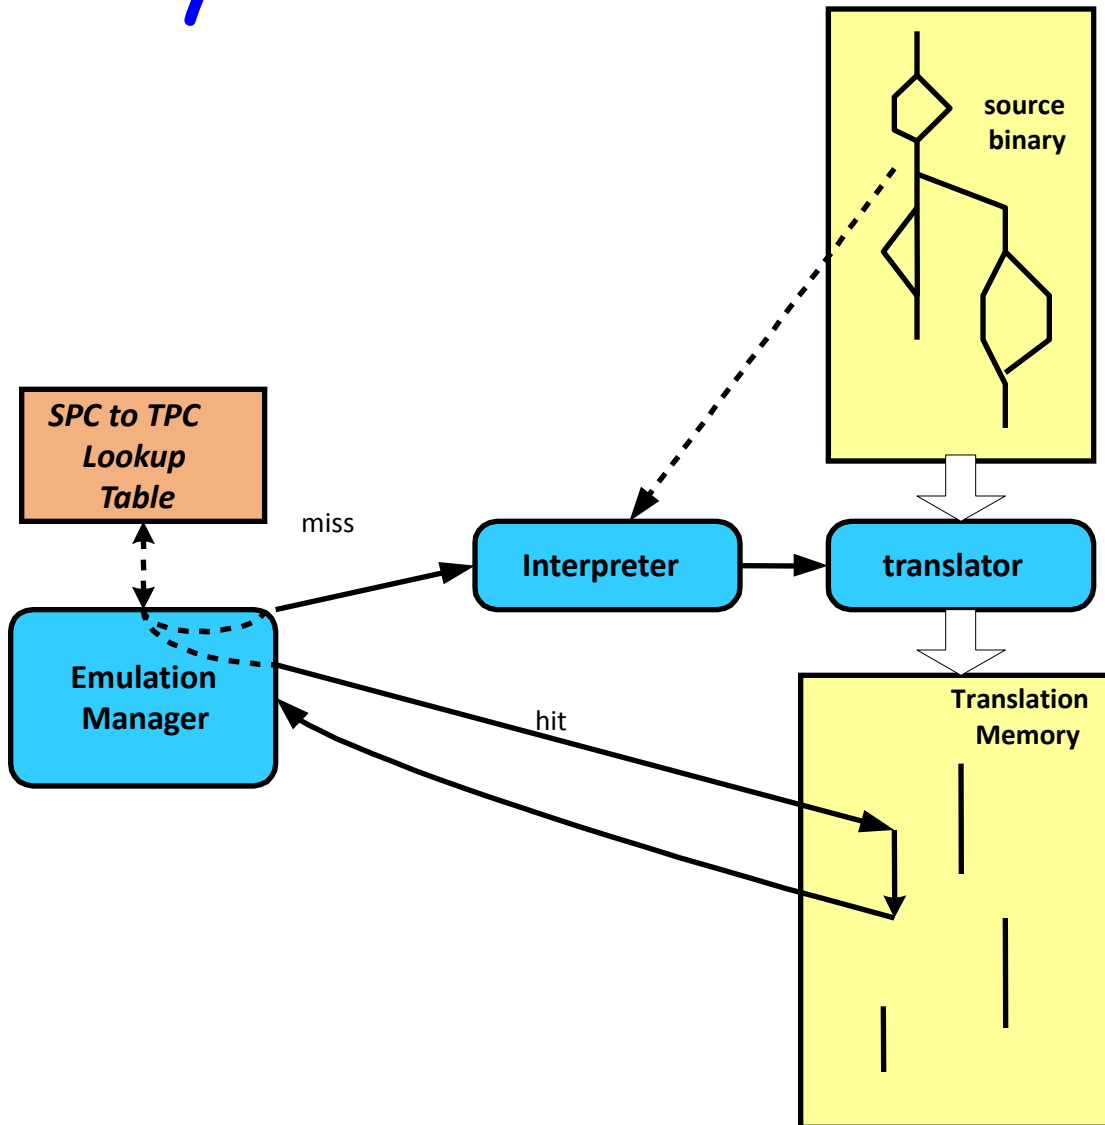 source
binary
SPC to TPC
Lookup
Table
miss
Interpreter
translator
Emulation
Manager
hit
Translation
Memory